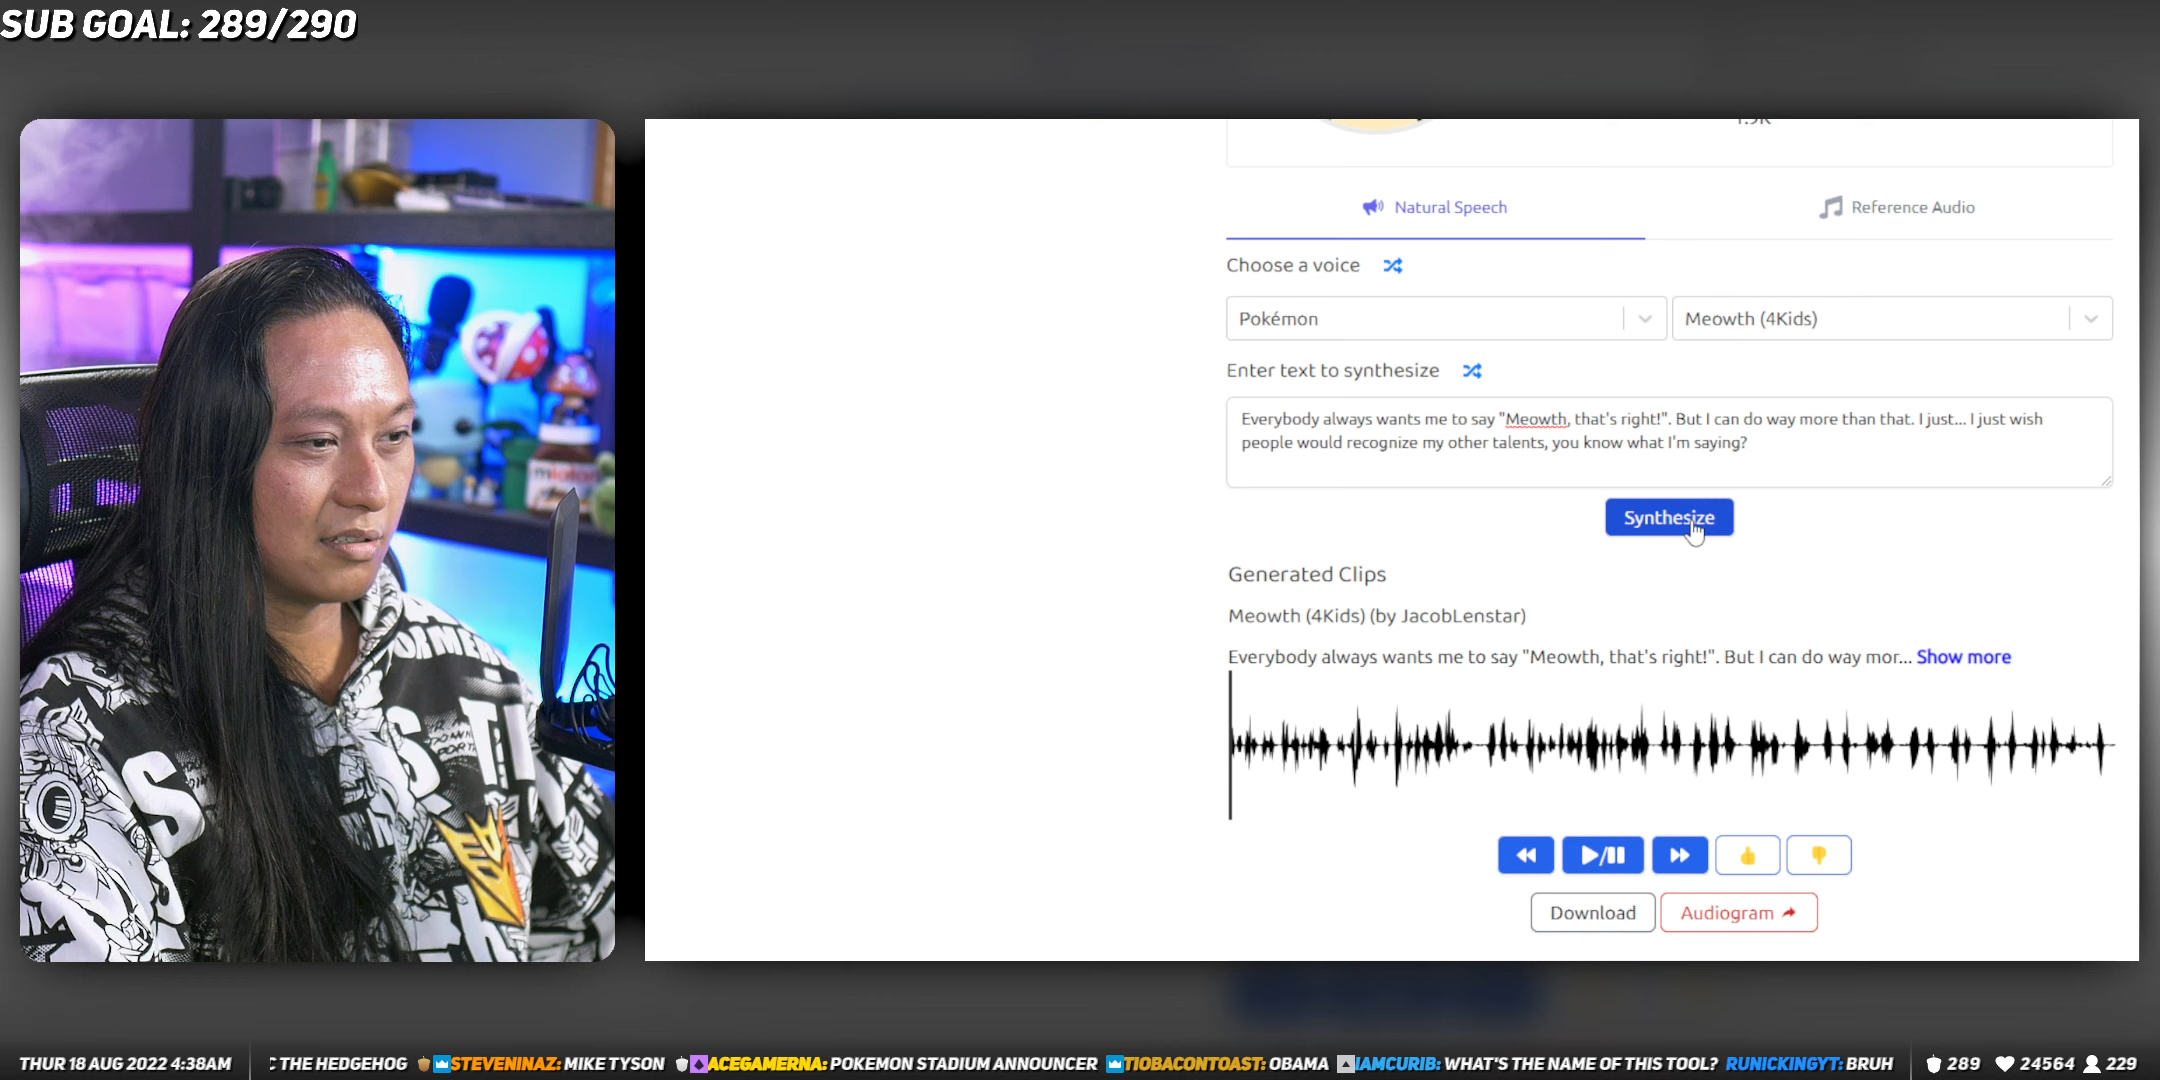 SUB GOAL: 289/290
Natural Speech
Reference Audio
Choose a voice
Pokémon
Meowth (4Kids)
Enter text to synthesize
Everybody always wants me to say "Meowth, that's right!". But I can do way more than that. I just... I just wish
people would recognize my other talents, you know what I'm saying?
Synthesize
Generated Clips
Meowth (4Kids) (by JacobLenstar)
Everybody always wants me to say "Meowth, that's right!". But I can do way mor... Show more
Download
Audiogram
THUR 18 AUG 2022 4:38AM
C THE HEDGEHOG STEVENINAZ: MIKE TYSON ACEGAMERNA: POKEMON STADIUM ANNOUNCER TIOBACONTOAST: OBAMA IAMCURIB: WHAT'S THE NAME OF THIS TOOL? RUNICKINGYT: BRUH
289 24564 229